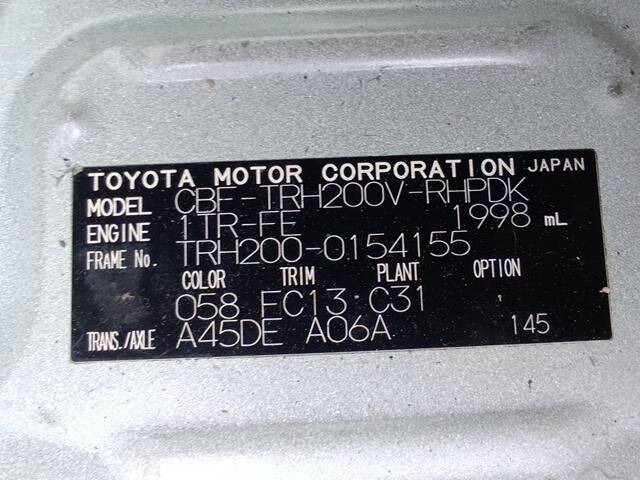 TOYOTA MOTOR CORPORATION JAPAN
MODEL CBF-TRH200V-RHPDK
ENGINE 1TR-FE 1998 mL
FRAME No. TRH200-0154155
COLOR TRIM PLANT OPTION
058 FC13 C31
TRANS./AXLE A45DE A06A 145